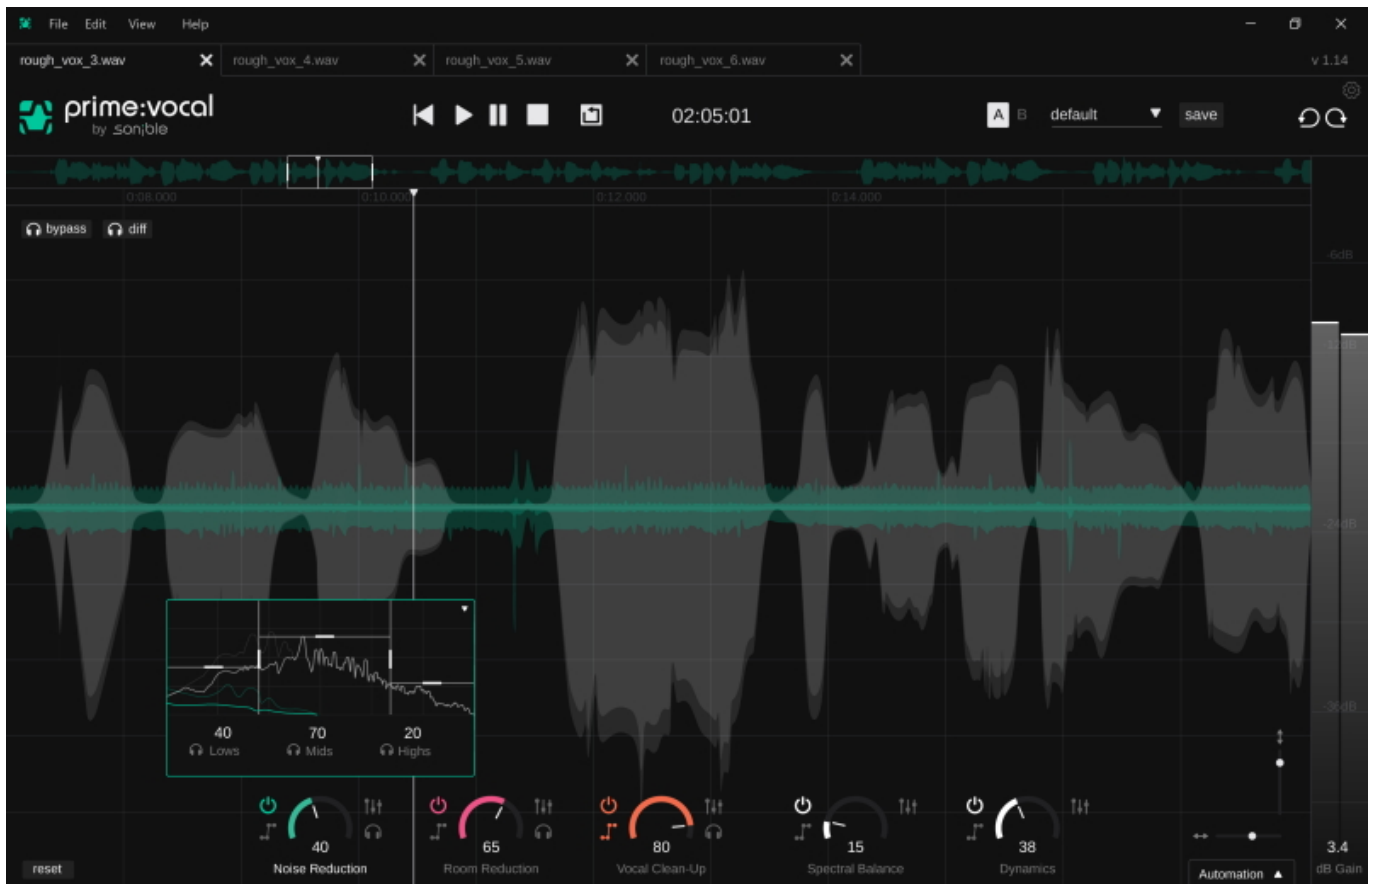 File Edit View Help
rough_vox_3.wav rough_vox_4.wav rough_vox_5.wav rough_vox_6.wav v 1.14
prime:vocal
by sonible
02:05:01
A B default save
0:08.000 0:10.000 0:12.000 0:14.000
bypass diff
-6dB
-12dB
-24dB
-36dB
40 70 20
Lows Mids Highs
40 65 80 15 38 3.4
reset Noise Reduction Room Reduction Vocal Clean-Up Spectral Balance Dynamics Automation dB Gain